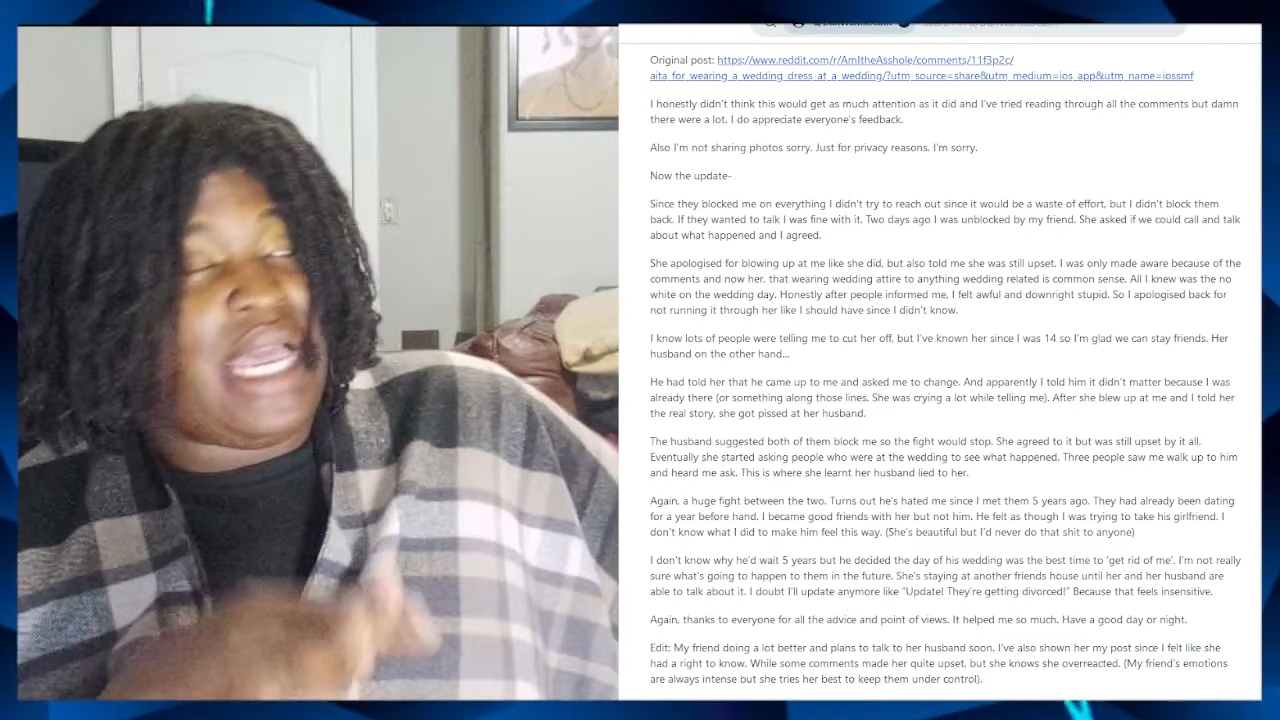 Original post: https://www.reddit.com/r/AmItheAsshole/comments/11f3p2c/
aita_for_wearing_a_wedding_dress_at_a_wedding/?utm_source=share&utm_medium=ios_app&utm_name=iossmf
I honestly didn't think this would get as much attention as it did and I've tried reading through all the comments but damn
there were a lot. I do appreciate everyone's feedback.
Also I'm not sharing photos sorry. Just for privacy reasons. I'm sorry.
Now the update-
Since they blocked me on everything I didn't try to reach out since it would be a waste of effort, but I didn't block them
back. If they wanted to talk I was fine with it. Two days ago I was unblocked by my friend. She asked if we could call and talk
about what happened and I agreed.
She apologised for blowing up at me like she did, but also told me she was still upset. I was only made aware because of the
comments and now her, that wearing wedding attire to anything wedding related is common sense. All I knew was the no
white on the wedding day. Honestly after people informed me, I felt awful and downright stupid. So I apologised back for
not running it through her like I should have since I didn't know.
I know lots of people were telling me to cut her off, but I've known her since I was 14 so I'm glad we can stay friends. Her
husband on the other hand...
He had told her that he came up to me and asked me to change. And apparently I told him it didn't matter because I was
already there (or something along those lines. She was crying a lot while telling me). After she blew up at me and I told her
the real story, she got pissed at her husband.
The husband suggested both of them block me so the fight would stop. She agreed to it but was still upset by it all.
Eventually she started asking people who were at the wedding to see what happened. Three people saw me walk up to him
and heard me ask. This is where she learnt her husband lied to her.
Again, a huge fight between the two. Turns out he's hated me since I met them 5 years ago. They had already been dating
for a year before hand. I became good friends with her but not him. He felt as though I was trying to take his girlfriend. I
don't know what I did to make him feel this way. (She's beautiful but I'd never do that shit to anyone)
I don't know why he'd wait 5 years but he decided the day of his wedding was the best time to 'get rid of me'. I'm not really
sure what's going to happen to them in the future. She's staying at another friends house until her and her husband are
able to talk about it. I doubt I'll update anymore like "Update! They're getting divorced!" Because that feels insensitive.
Again, thanks to everyone for all the advice and point of views. It helped me so much. Have a good day or night.
Edit: My friend doing a lot better and plans to talk to her husband soon. I've also shown her my post since I felt like she
had a right to know. While some comments made her quite upset, but she knows she overreacted. (My friend's emotions
are always intense but she tries her best to keep them under control).